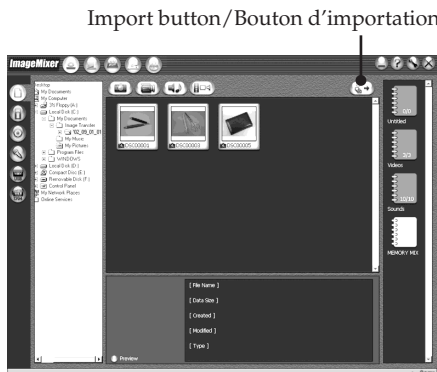 Import button/Bouton d'importation
ImageMixer
Desktop
My Documents
My Computer
3½ Floppy (A:)
Local Disk (C:)
My Documents
Image Transfer
02_09_01_01
My Music
My Pictures
Program Files
WINDOWS
Local Disk (D:)
Compact Disc (E:)
Removable Disk (F:)
Control Panel
My Network Places
Online Services
DSC00001
DSC00003
DSC00005
0/0
Untitled
3/3
Videos
10/10
Sounds
MEMORY MIX
[ File Name ]
[ Data Size ]
[ Created ]
[ Modified ]
[ Type ]
Preview